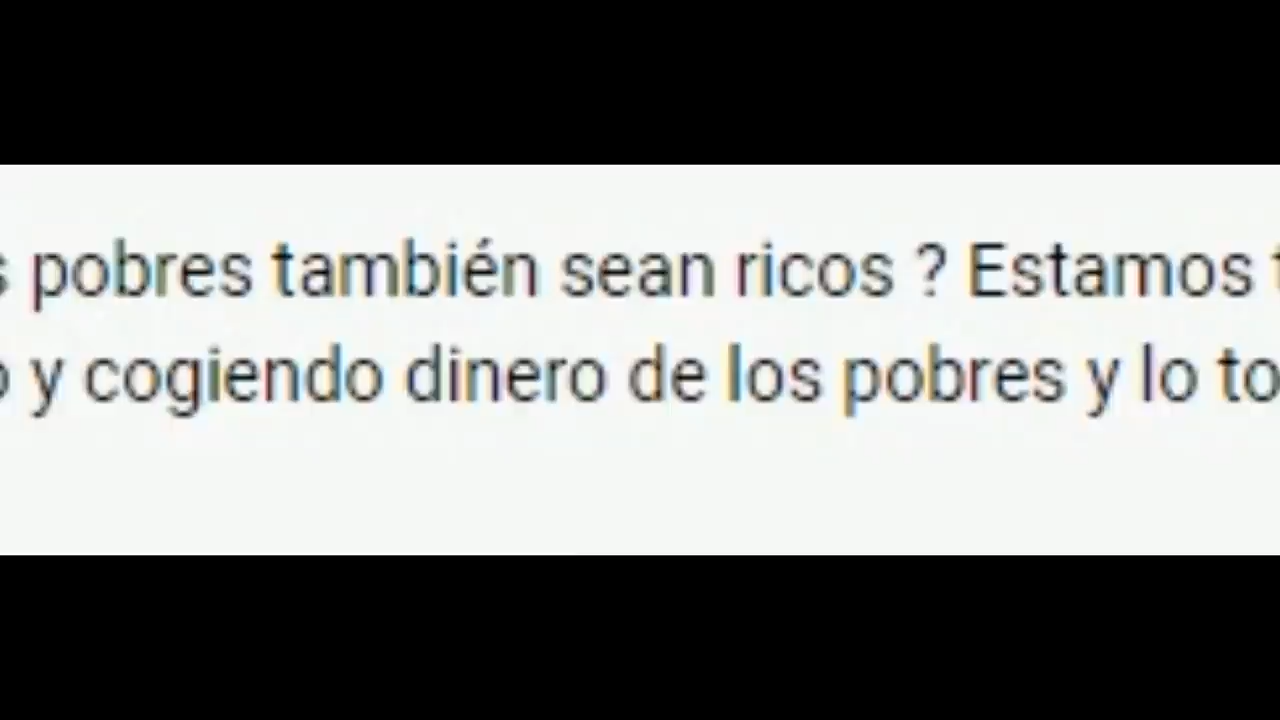 pobres también sean ricos ? Estamos
y cogiendo dinero de los pobres y lo